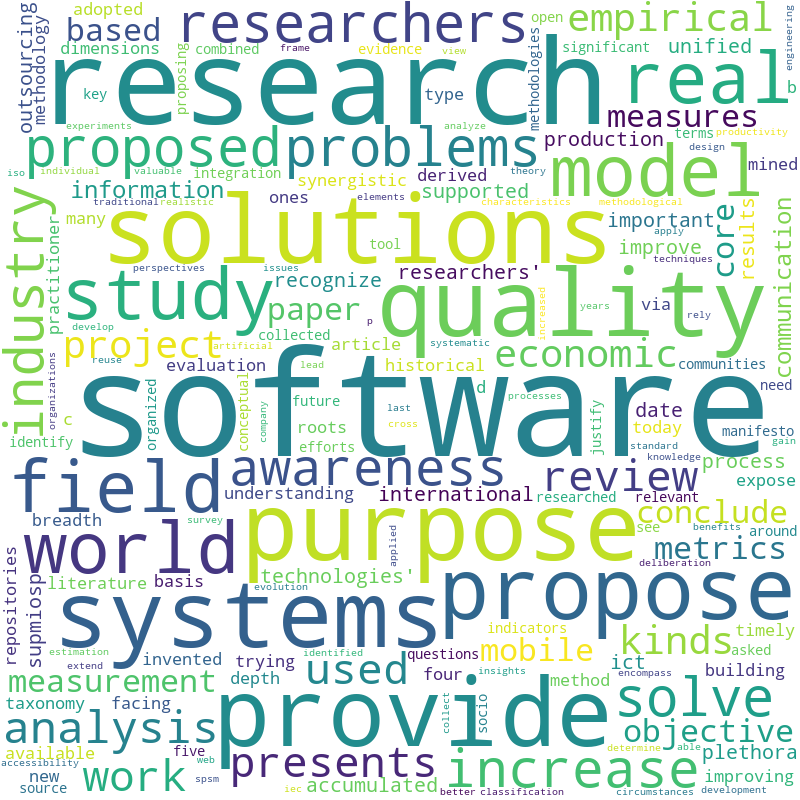 adopted
researchers
empirical
outsourcing
methodology
based
dimensions
combined
frame
evidence
view
open
significant
unified
engineering
research
real
b
key
proposing
type
methodologies
measures
experiments
analyze
terms
productivity
proposed
problems
production
design
iso
individual
valuable
integration
derived
theory
model
mined
information
synergistic
supported
traditional
realistic
ones
elements
characteristics
methodological
important
apply
core
results
communication
industry
many
practitioner
solutions
tool
improve
techniques
perspectives
issues
researchers'
study
recognize
quality
via
years
increased
rely
develop
paper
p
project
collected
systematic
economic
reuse
artificial
article
communities
organizations
evaluation
lead
historical
need
software
conceptual
company
future
d
processes
date
c
organized
roots
last
justify
today
manifesto
identify
efforts
cross
standard
gain
field
awareness
knowledge
review
process
understanding
international
researched
relevant
expose
breadth
survey
see
benefits
around
conclude
world
purpose
applied
deliberation
metrics
repositories
supmiosp
literature
basis
technologies'
evolution
systems
propose
estimation
indicators
kinds
timely
extend
invented
trying
identified
questions
mobile
asked
insights
ict
encompass
measurement
depth
used
four
method
building
taxonomy
facing
provide
collect
socio
solve
analysis
objective
available
five
determine
able
plethora
accessibility
web
presents
new
work
increase
improving
source
spsm
iec
accumulated
better
classification
circumstances
development